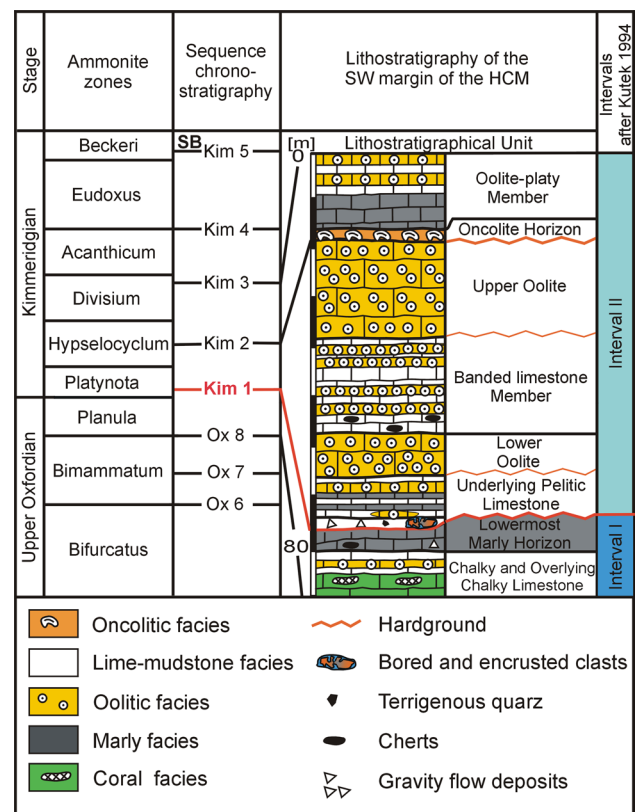 Stage
Ammonite
zones
Sequence
chrono-
stratigraphy
Lithostratigraphy of the
SW margin of the HCM
Intervals
after Kutek 1994
Kimmeridgian
Upper Oxfordian
Beckeri
Eudoxus
Acanthicum
Divisium
Hypselocyclum
Platynota
Planula
Bimammatum
Bifurcatus
SB
Kim 5
Kim 4
Kim 3
Kim 2
Kim 1
Ox 8
Ox 7
Ox 6
[m]
0
80
Lithostratigraphical Unit
Oolite-platy
Member
Oncolite Horizon
Upper Oolite
Banded limestone
Member
Lower
Oolite
Underlying Pelitic
Limestone
Lowermost
Marly Horizon
Chalky and Overlying
Chalky Limestone
Interval II
Interval I
Oncolitic facies
Lime-mudstone facies
Oolitic facies
Marly facies
Coral facies
Hardground
Bored and encrusted clasts
Terrigenous quarz
Cherts
Gravity flow deposits